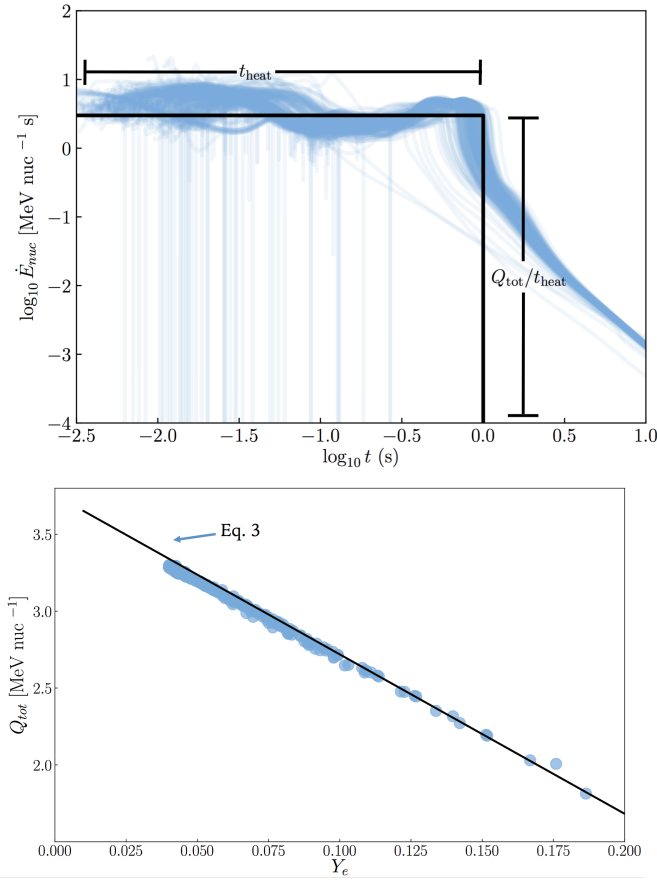 2
1
0
−1
−2
−3
−4
log₁₀ Ė_nuc [MeV nuc ⁻¹ s]
t_heat
Q_tot/t_heat
−2.5 −2.0 −1.5 −1.0 −0.5 0.0 0.5 1.0
log₁₀ t (s)
3.5
3.0
2.5
2.0
Q_tot [MeV nuc ⁻¹]
Eq. 3
0.000 0.025 0.050 0.075 0.100 0.125 0.150 0.175 0.200
Y_e